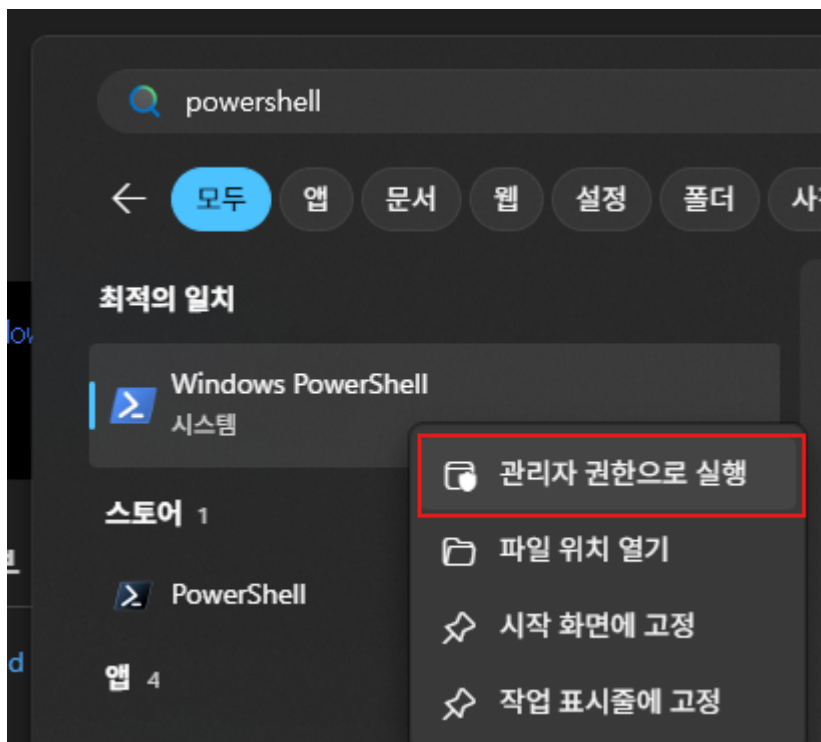 powershell
모두 앱 문서 웹 설정 폴더
최적의 일치
Windows PowerShell
시스템
관리자 권한으로 실행
스토어 1
파일 위치 열기
PowerShell
시작 화면에 고정
앱 4
작업 표시줄에 고정